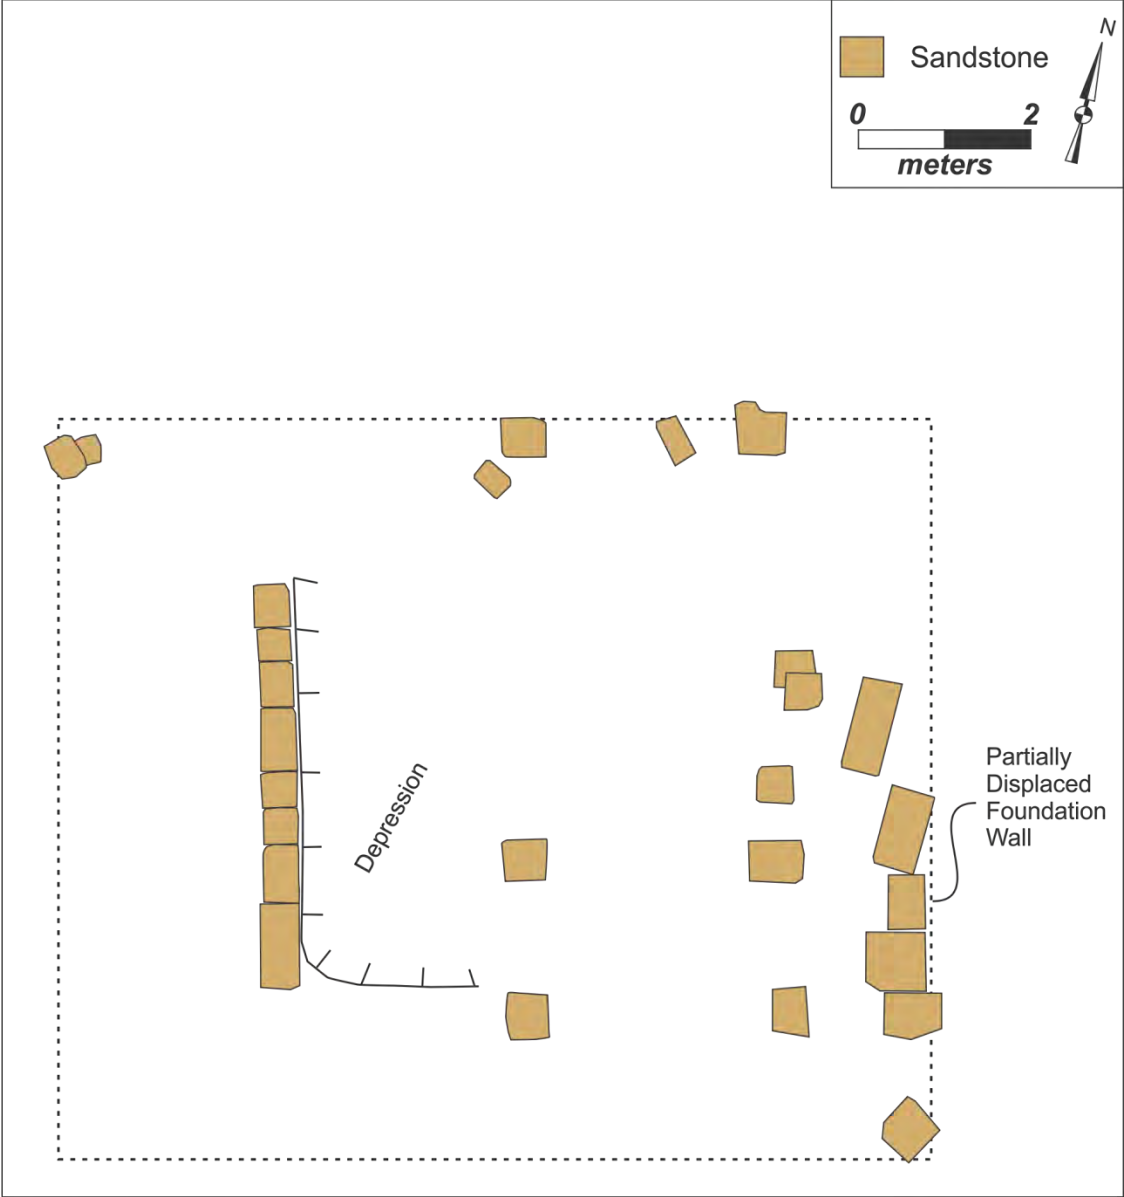 N
Sandstone
0 2
meters
Depression
Partially
Displaced
Foundation
Wall